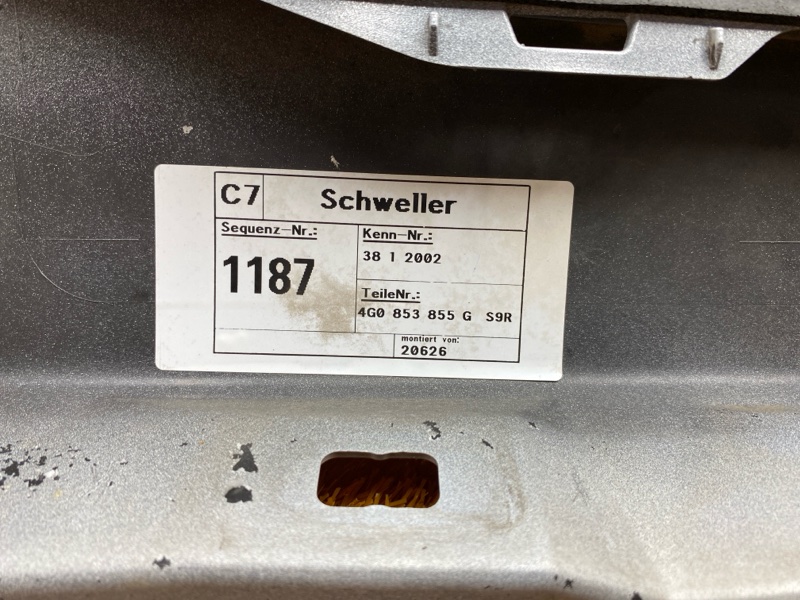 C7 Schweller
Sequenz-Nr.:
1187
Kenn-Nr.:
38 1 2002
TeileNr.:
4G0 853 855 G S9R
montiert von:
20626